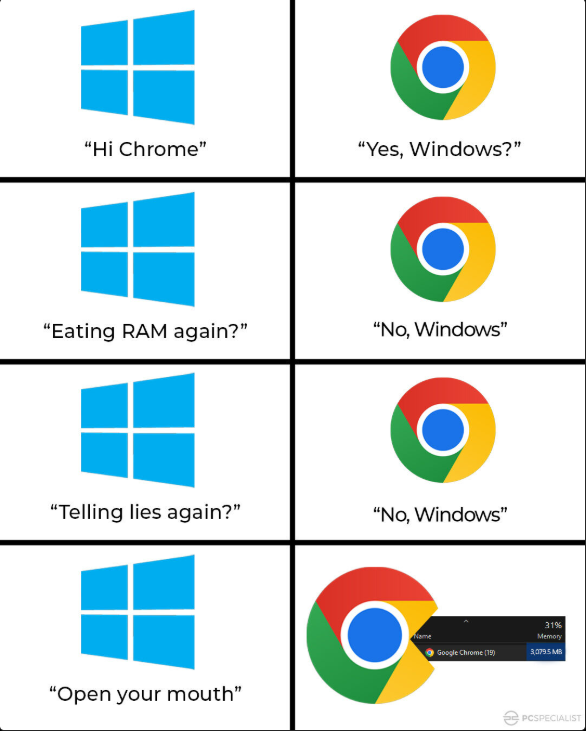 “Hi Chrome”
“Yes, Windows?”
“Eating RAM again?”
“No, Windows”
“Telling lies again?”
“No, Windows”
“Open your mouth”
31%
Name
Memory
Google Chrome (19)
3,079.5 MB
PCSPECIALIST